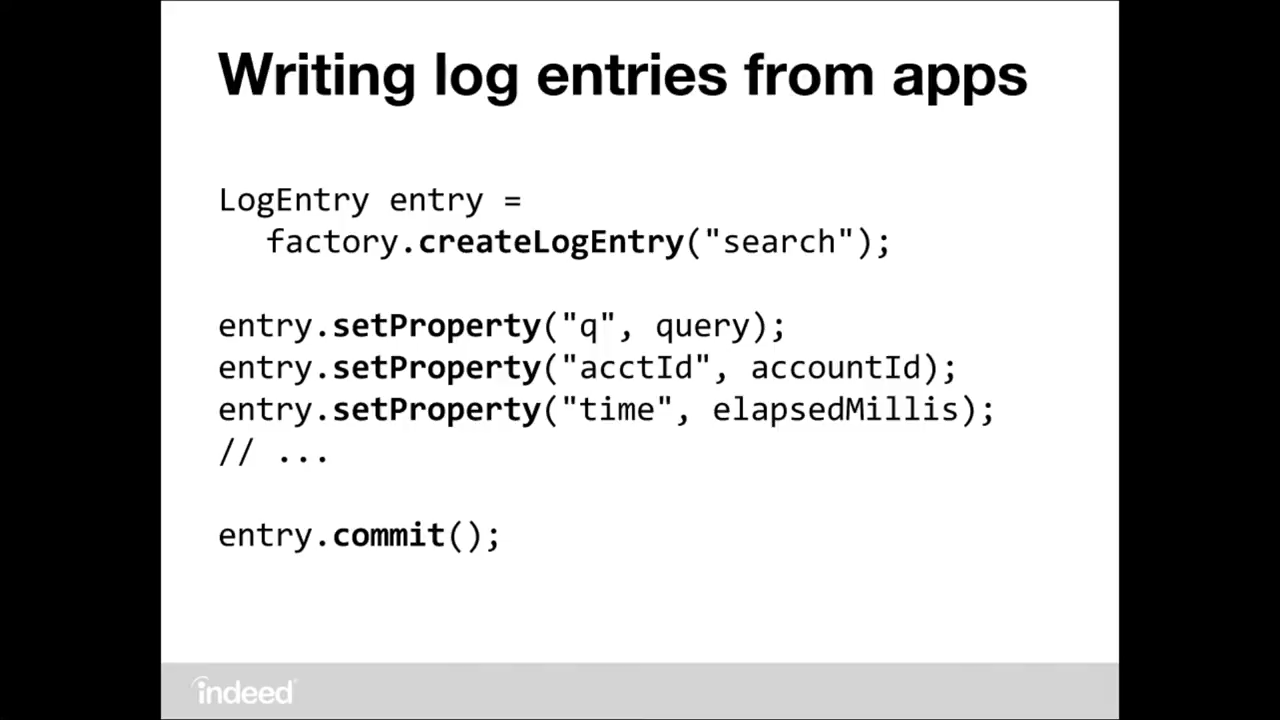 Writing log entries from apps
LogEntry entry =
factory.createLogEntry("search");
entry.setProperty("q", query);
entry.setProperty("acctId", accountId);
entry.setProperty("time", elapsedMillis);
// ...
entry.commit();
indeed